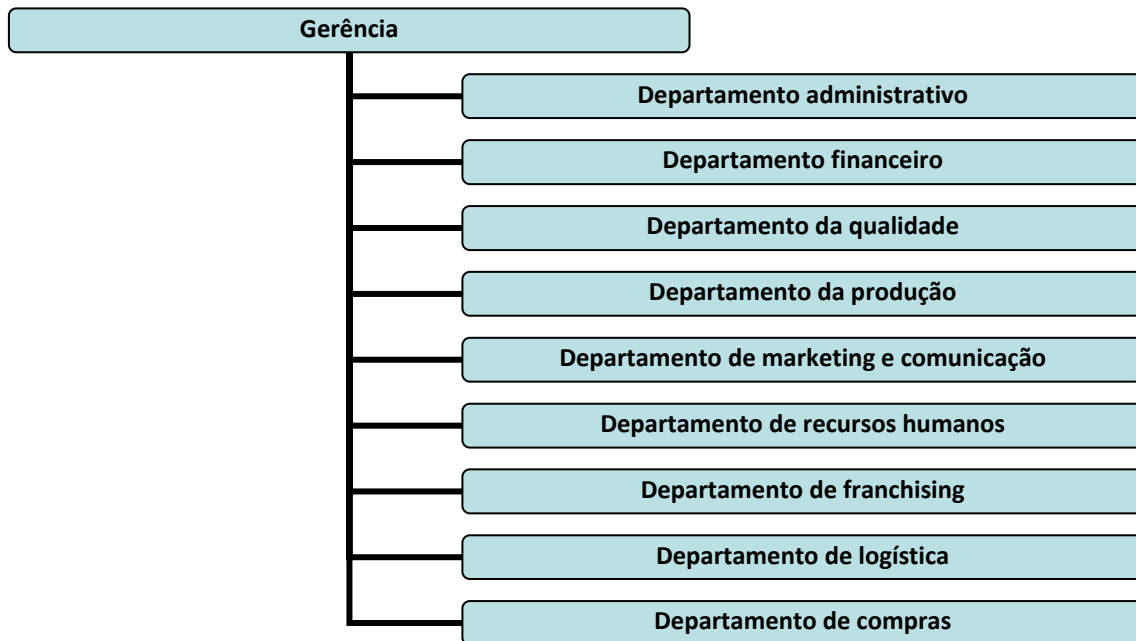 Gerência
Departamento administrativo
Departamento financeiro
Departamento da qualidade
Departamento da produção
Departamento de marketing e comunicação
Departamento de recursos humanos
Departamento de franchising
Departamento de logística
Departamento de compras